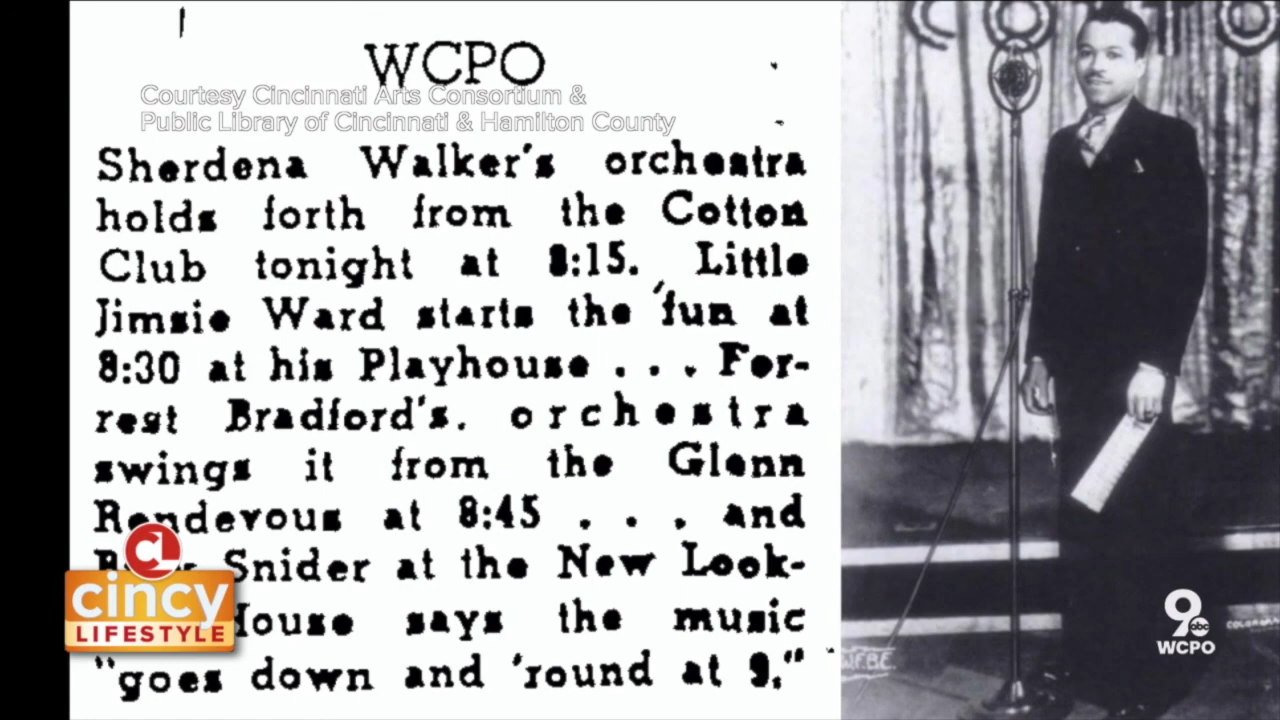 WCPO
Courtesy Cincinnati Arts Consortium &
Public Library of Cincinnati & Hamilton County
Sherdena Walker's orchestra
holds forth from the Cotton
Club tonight at 8:15. Little
Jimsie Ward starts the fun at
8:30 at his Playhouse . . . For-
rest Bradford's. orchestra
swings it from the Glenn
Rendevous at 8:45 . . . and
Snider at the New Look-
House says the music
"goes down and 'round at 9."
CL
cincy
LIFESTYLE
W.F.B.E.
9
abc
WCPO